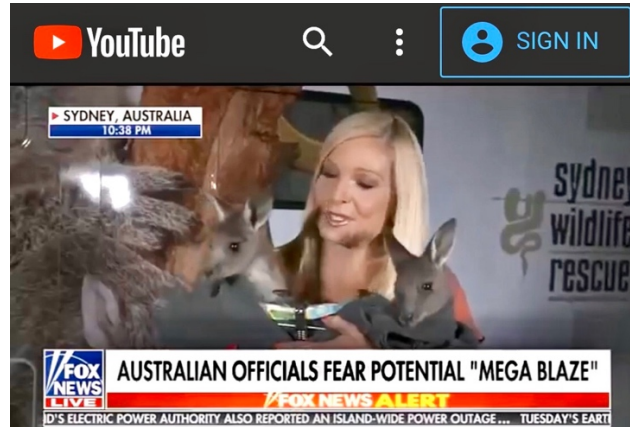 YouTube
SIGN IN
SYDNEY, AUSTRALIA
10:38 PM
sydney
wildlife
rescue
FOX
NEWS
LIVE
AUSTRALIAN OFFICIALS FEAR POTENTIAL "MEGA BLAZE"
FOX NEWS ALERT
D'S ELECTRIC POWER AUTHORITY ALSO REPORTED AN ISLAND-WIDE POWER OUTAGE... TUESDAY'S EART